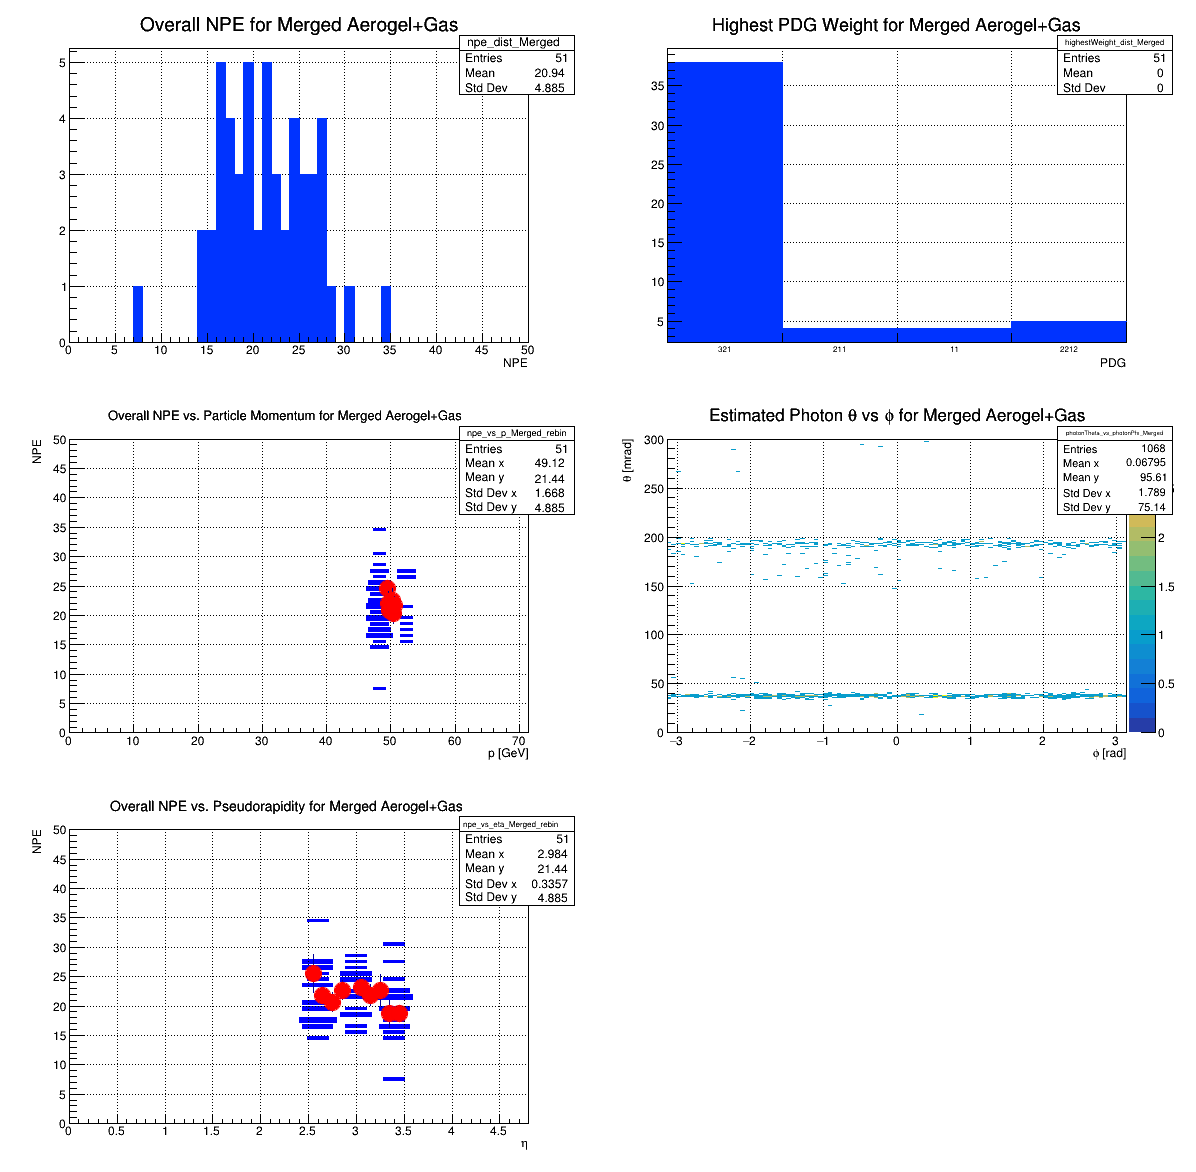 Overall NPE for Merged Aerogel+Gas
npe_dist_Merged
Entries 51
Mean 20.94
Std Dev 4.885
5
4
3
2
1
0
0 5 10 15 20 25 30 35 40 45 50
NPE
Highest PDG Weight for Merged Aerogel+Gas
highestWeight_dist_Merged
Entries 51
Mean 0
Std Dev 0
35
30
25
20
15
10
5
321 211 11 2212
PDG
Overall NPE vs. Particle Momentum for Merged Aerogel+Gas
npe_vs_p_Merged_rebin
Entries 51
Mean x 49.12
Mean y 21.44
Std Dev x 1.668
Std Dev y 4.885
NPE
50
45
40
35
30
25
20
15
10
5
0
0 10 20 30 40 50 60 70
p [GeV]
Estimated Photon θ vs ϕ for Merged Aerogel+Gas
photonTheta_vs_photonPhi_Merged
Entries 1068
Mean x 0.06795
Mean y 95.61
Std Dev x 1.789
Std Dev y 75.14
θ [mrad]
300
250
200
150
100
50
0
−3 −2 −1 0 1 2 3
ϕ [rad]
2
1.5
1
0.5
0
Overall NPE vs. Pseudorapidity for Merged Aerogel+Gas
npe_vs_eta_Merged_rebin
Entries 51
Mean x 2.984
Mean y 21.44
Std Dev x 0.3357
Std Dev y 4.885
NPE
50
45
40
35
30
25
20
15
10
5
0
0 0.5 1 1.5 2 2.5 3 3.5 4 4.5
η